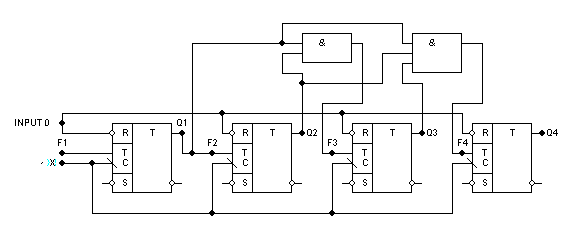 & &
INPUT 0 Q1 Q2 Q3 Q4
R T R T R T R T
F1 F2 F3 F4
T T T T
X C C C C
S S S S